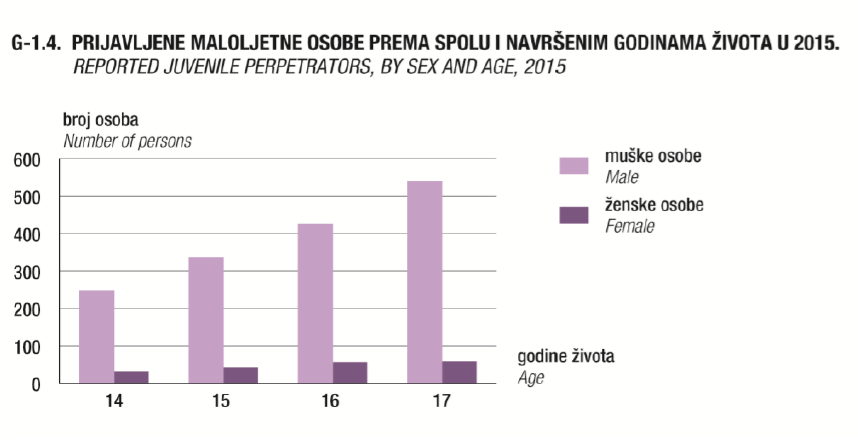 G-1.4. PRIJAVLJENE MALOLJETNE OSOBE PREMA SPOLU I NAVRŠENIM GODINAMA ŽIVOTA U 2015.
REPORTED JUVENILE PERPETRATORS, BY SEX AND AGE, 2015
broj osoba
Number of persons
600
500
400
300
200
100
0
14 15 16 17
godine života
Age
muške osobe
Male
ženske osobe
Female